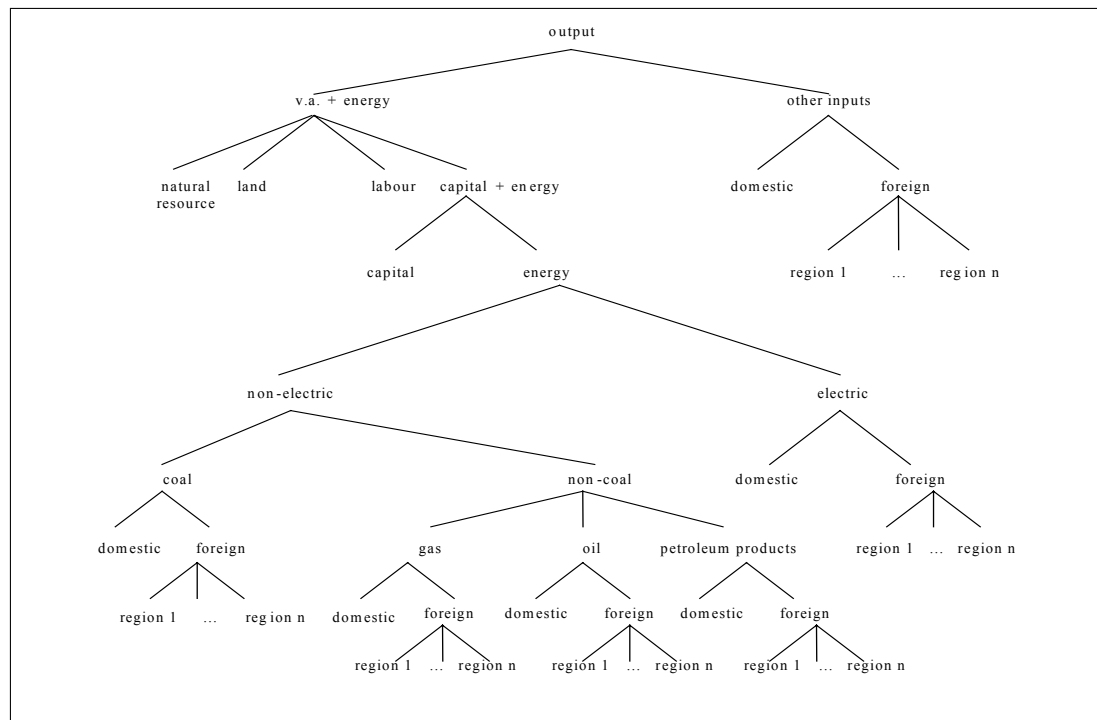 output
v.a. + energy
other inputs
natural
resource
land
labour
capital + energy
domestic
foreign
capital
energy
region 1
...
region n
non-electric
electric
coal
non-coal
domestic
foreign
domestic
foreign
gas
oil
petroleum products
region 1
...
region n
region 1
...
region n
domestic
foreign
domestic
foreign
domestic
foreign
region 1
...
region n
region 1
...
region n
region 1
...
region n